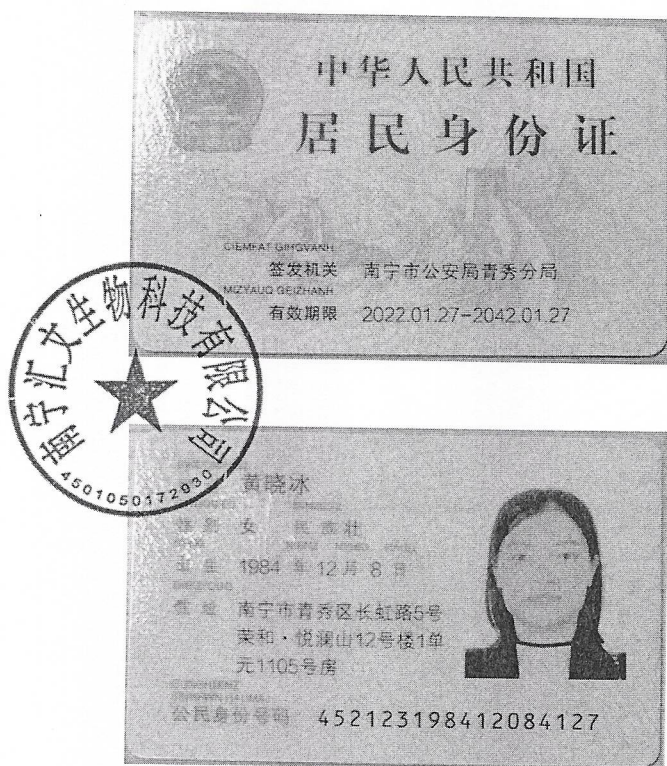 中华人民共和国
居民身份证
GIEMFAT GIHGVANH
签发机关 南宁市公安局青秀分局
MIZYAUQ GEIZHANH
有效期限 2022.01.27-2042.01.27
南宁汇文生物科技有限公司
4501050172930
黄晓冰
性别 女 民族 壮
出生 1984 年 12 月 8 日
住址 南宁市青秀区长虹路5号
荣和·悦澜山12号楼1单
元1105号房
公民身份号码 452123198412084127